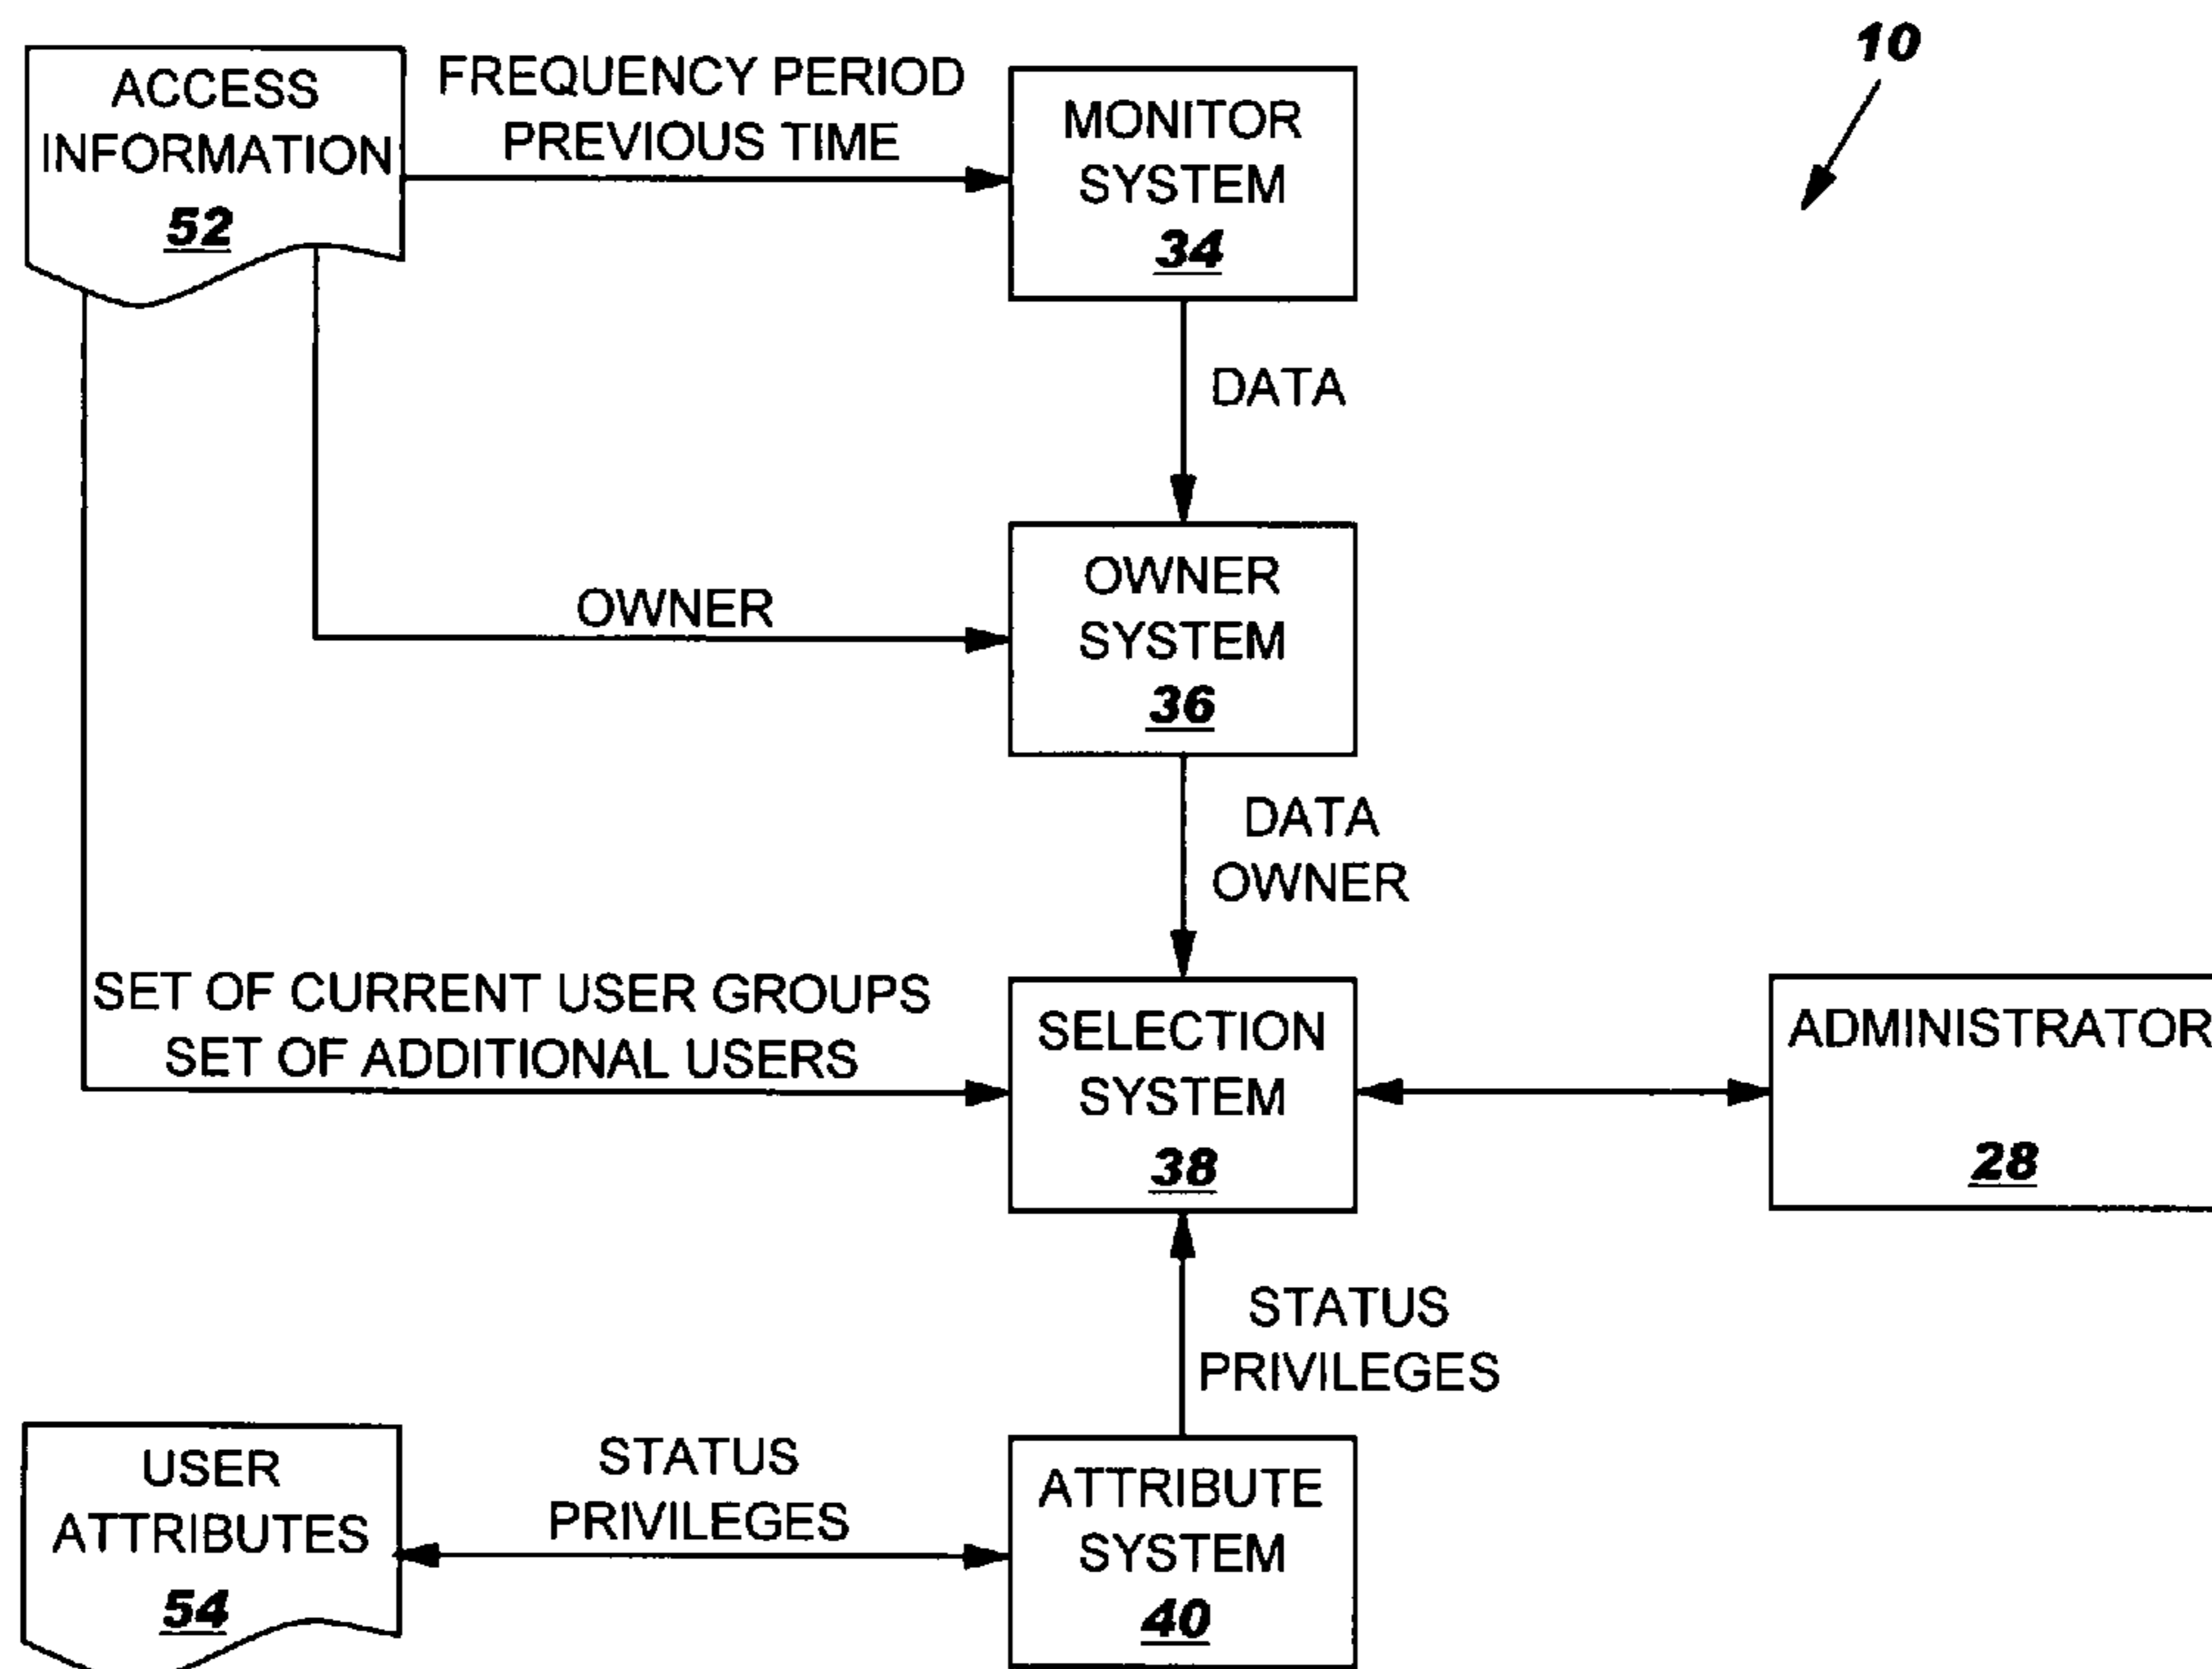 10
ACCESS
INFORMATION
52
FREQUENCY PERIOD
PREVIOUS TIME
MONITOR
SYSTEM
34
DATA
OWNER
OWNER
SYSTEM
36
DATA
OWNER
SET OF CURRENT USER GROUPS
SET OF ADDITIONAL USERS
SELECTION
SYSTEM
38
ADMINISTRATOR
28
STATUS
PRIVILEGES
USER
ATTRIBUTES
54
STATUS
PRIVILEGES
ATTRIBUTE
SYSTEM
40